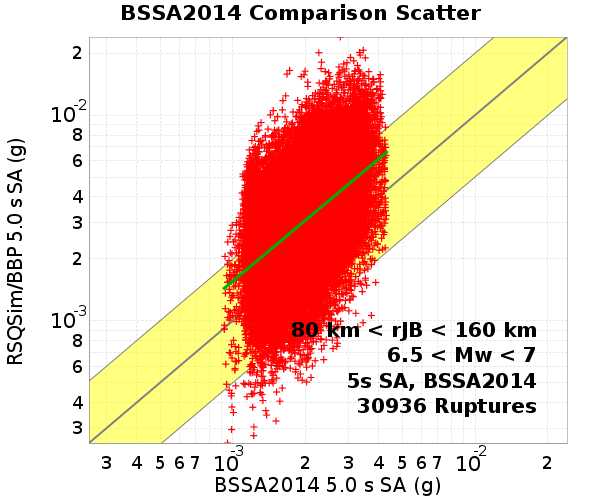 BSSA2014 Comparison Scatter
RSQSim/BBP 5.0 s SA (g)
2
10^-2
8
6
4
3
2
10^-3
8
6
4
3
80 km < rJB < 160 km
6.5 < Mw < 7
5s SA, BSSA2014
30936 Ruptures
3 4 5 6 7 10^-3 2 3 4 5 6 7 10^-2 2
BSSA2014 5.0 s SA (g)